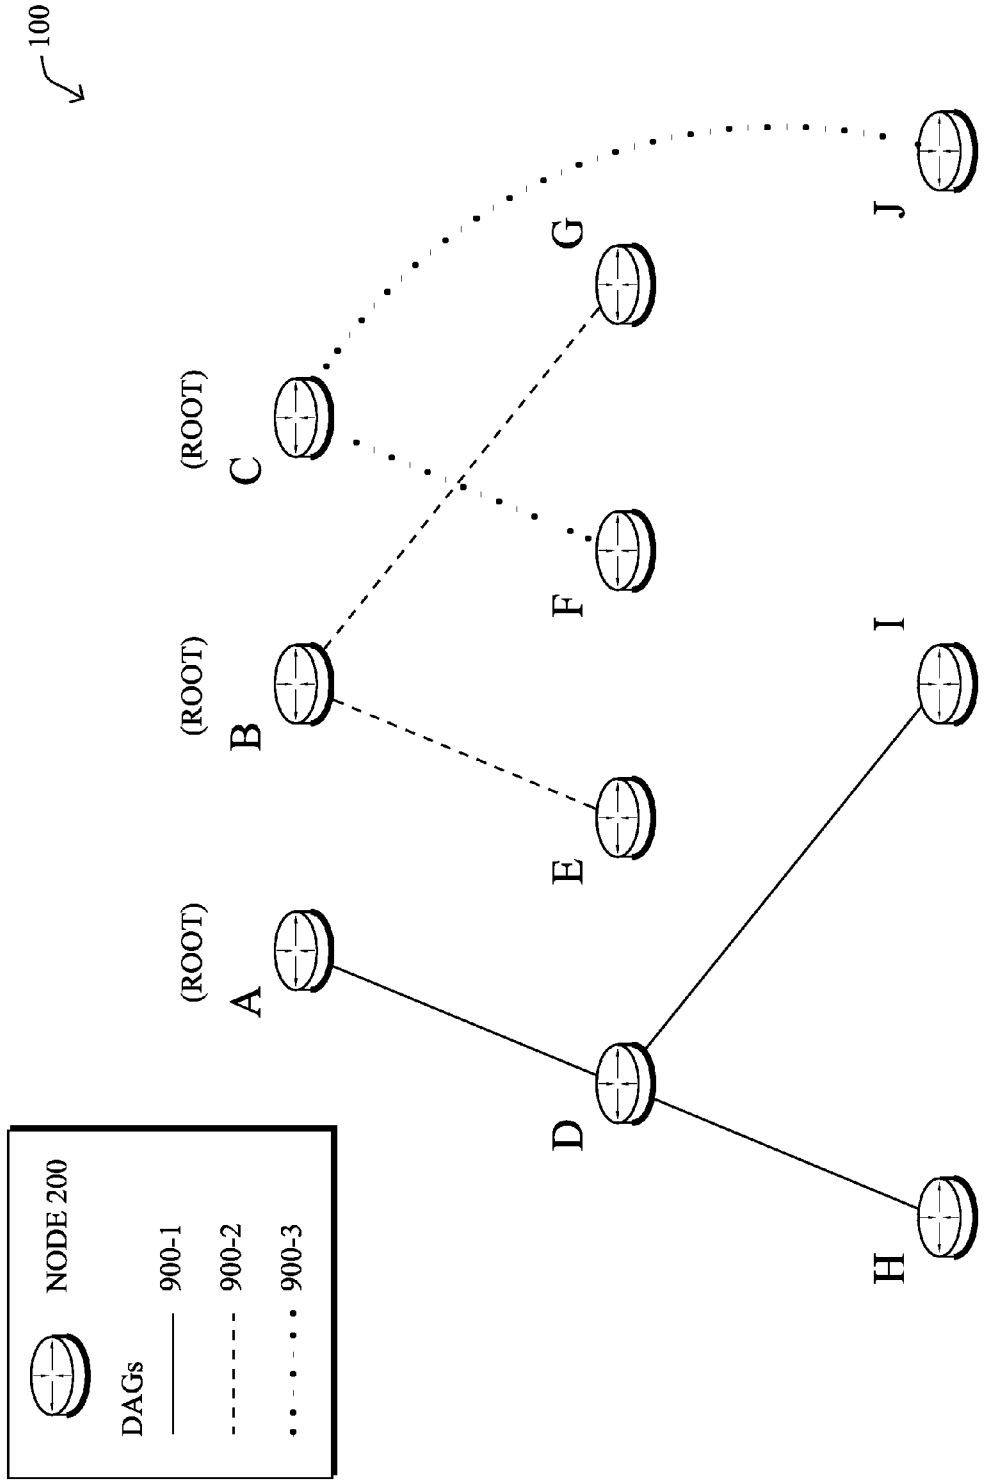 100
(ROOT)
(ROOT)
(ROOT)
A
B
C
D
E
F
G
H
I
J
NODE 200
DAGs
900-1
900-2
900-3